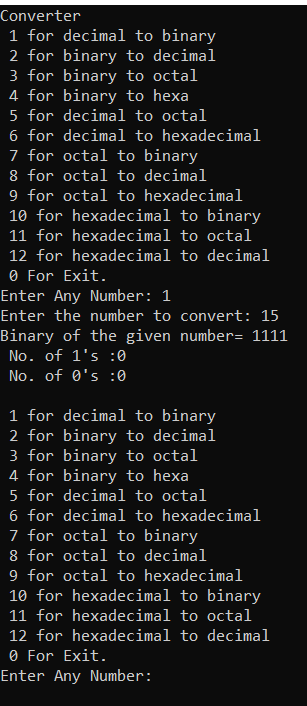 Converter
1 for decimal to binary
2 for binary to decimal
3 for binary to octal
4 for binary to hexa
5 for decimal to octal
6 for decimal to hexadecimal
7 for octal to binary
8 for octal to decimal
9 for octal to hexadecimal
10 for hexadecimal to binary
11 for hexadecimal to octal
12 for hexadecimal to decimal
0 For Exit.
Enter Any Number: 1
Enter the number to convert: 15
Binary of the given number= 1111
No. of 1's :0
No. of 0's :0
1 for decimal to binary
2 for binary to decimal
3 for binary to octal
4 for binary to hexa
5 for decimal to octal
6 for decimal to hexadecimal
7 for octal to binary
8 for octal to decimal
9 for octal to hexadecimal
10 for hexadecimal to binary
11 for hexadecimal to octal
12 for hexadecimal to decimal
0 For Exit.
Enter Any Number: